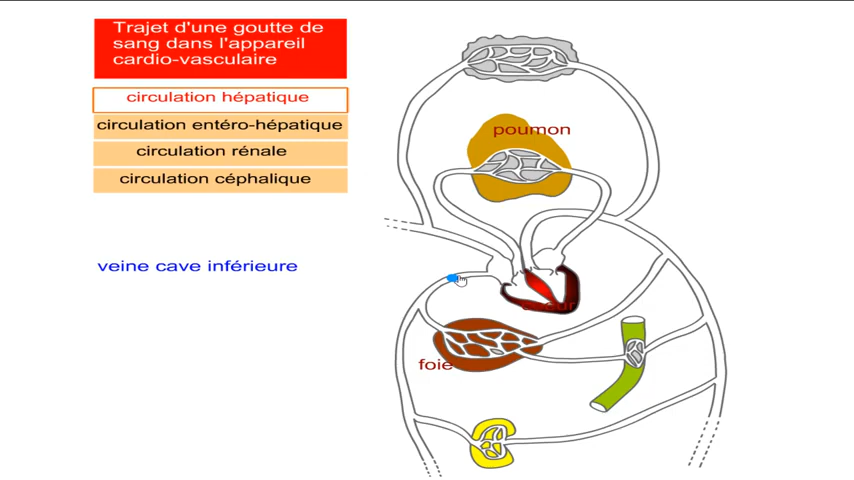 Trajet d'une goutte de
sang dans l'appareil
cardio-vasculaire
circulation hépatique
circulation entéro-hépatique
circulation rénale
circulation céphalique
veine cave inférieure
poumon
coeur
foie